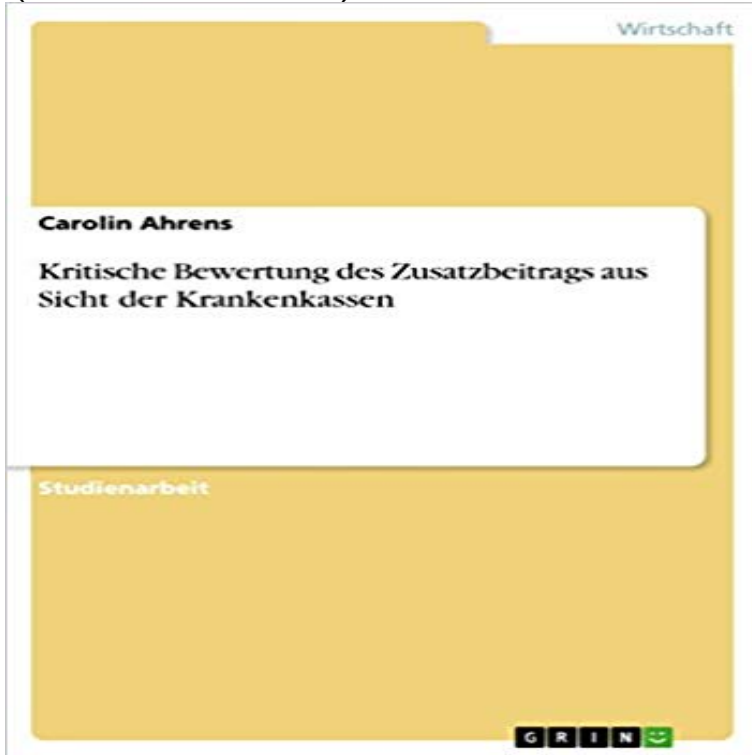 Wirtschaft
Carolin Ahrens
Kritische Bewertung des Zusatzbeitrags aus
Sicht der Krankenkassen
Studienarbeit
GRIN